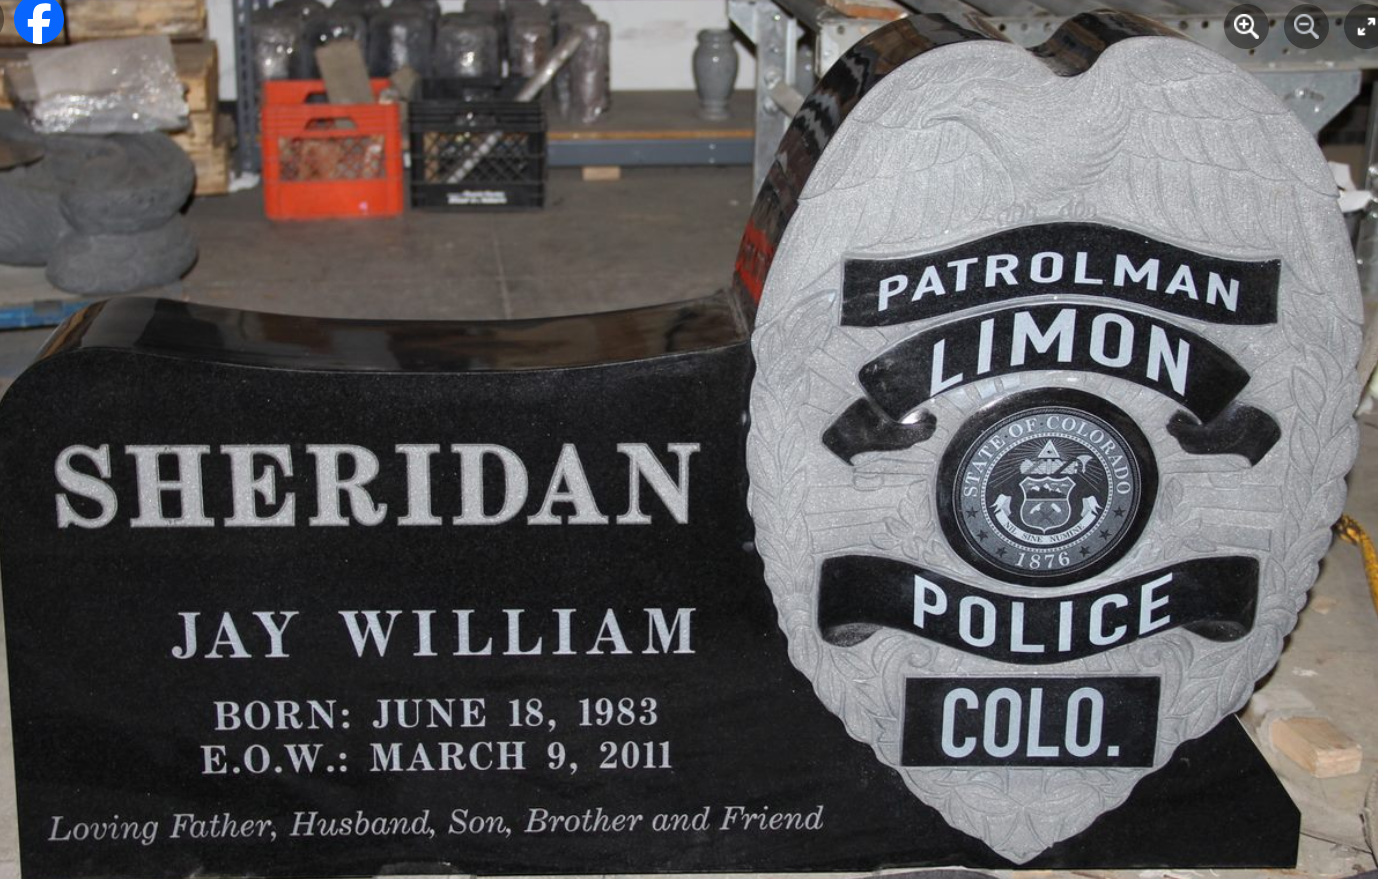 SHERIDAN
JAY WILLIAM
BORN: JUNE 18, 1983
E.O.W.: MARCH 9, 2011
Loving Father, Husband, Son, Brother and Friend
PATROLMAN
LIMON
STATE OF COLORADO
NIL SINE NUMINE
1876
POLICE
COLO.